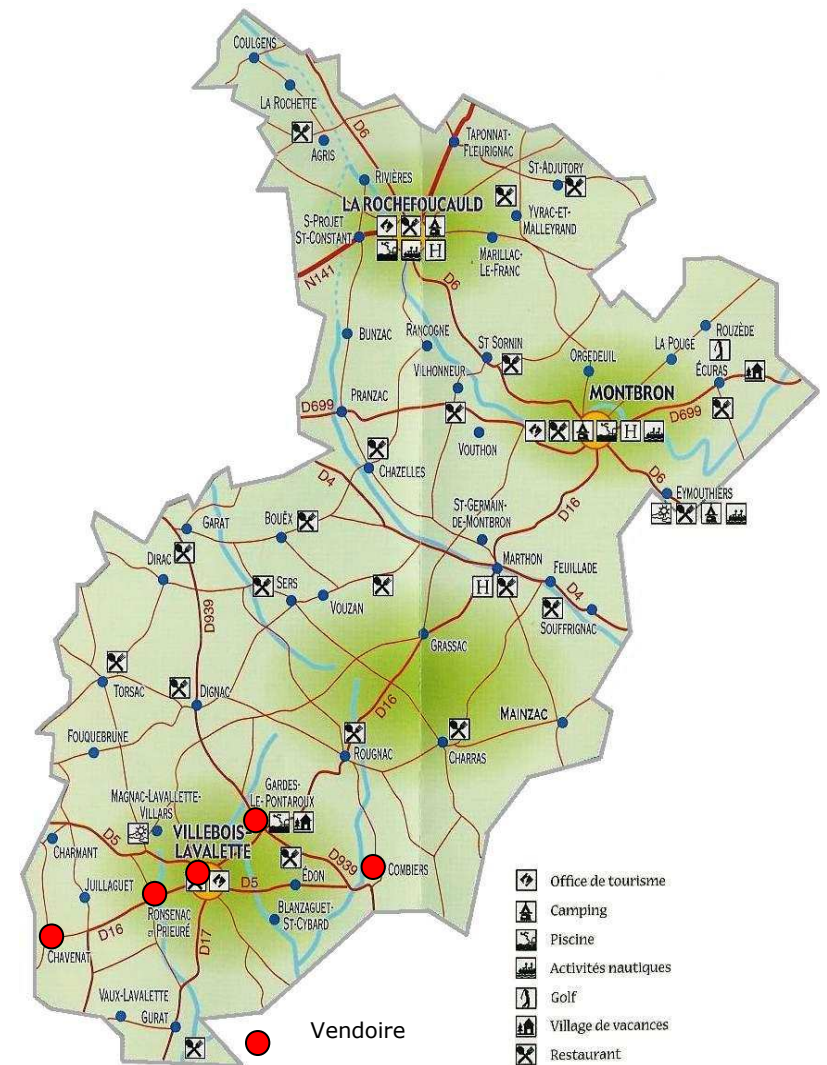 COULGENS
LA ROCHETTE
D6
AGRIS
TAPONNAT-
FLEURIGNAC
ST-ADJUTORY
RIVIÈRES
LA ROCHEFOUCAULD
YVRAC-ET-
MALLEYRAND
S-PROJET
ST-CONSTANT
H
MARILLAC-
LE-FRANC
N141
D6
BUNZAC
RANCOGNE
ST SORNIN
ORGEDEUIL
LA POUGE
ROUZÈDE
VILHONNEUR
ÉCURAS
MONTBRON
PRANZAC
D699
D699
H
VOUTHON
CHAZELLES
D4
D6
EYMOUTHIERS
ST-GERMAIN-
DE-MONTBRON
D16
GARAT
BOUËX
DIRAC
MARTHON
FEUILLADE
H
D4
SERS
VOUZAN
SOUFFRIGNAC
D939
GRASSAC
TORSAC
DIGNAC
D16
MAINZAC
FOUQUEBRUNE
ROUGNAC
CHARRAS
GARDES-
LE-PONTAROUX
MAGNAC-LAVALLETTE-
VILLARS
D5
VILLEBOIS-
LAVALETTE
CHARMANT
D939
COMBIERS
JUILLAGUET
D5
ÉDON
RONSENAC
ET PRIEURÉ
BLANZAGUET-
ST-CYBARD
D16
D17
CHAVENAT
VAUX-LAVALETTE
GURAT
Vendoire
Office de tourisme
Camping
Piscine
Activités nautiques
Golf
Village de vacances
Restaurant